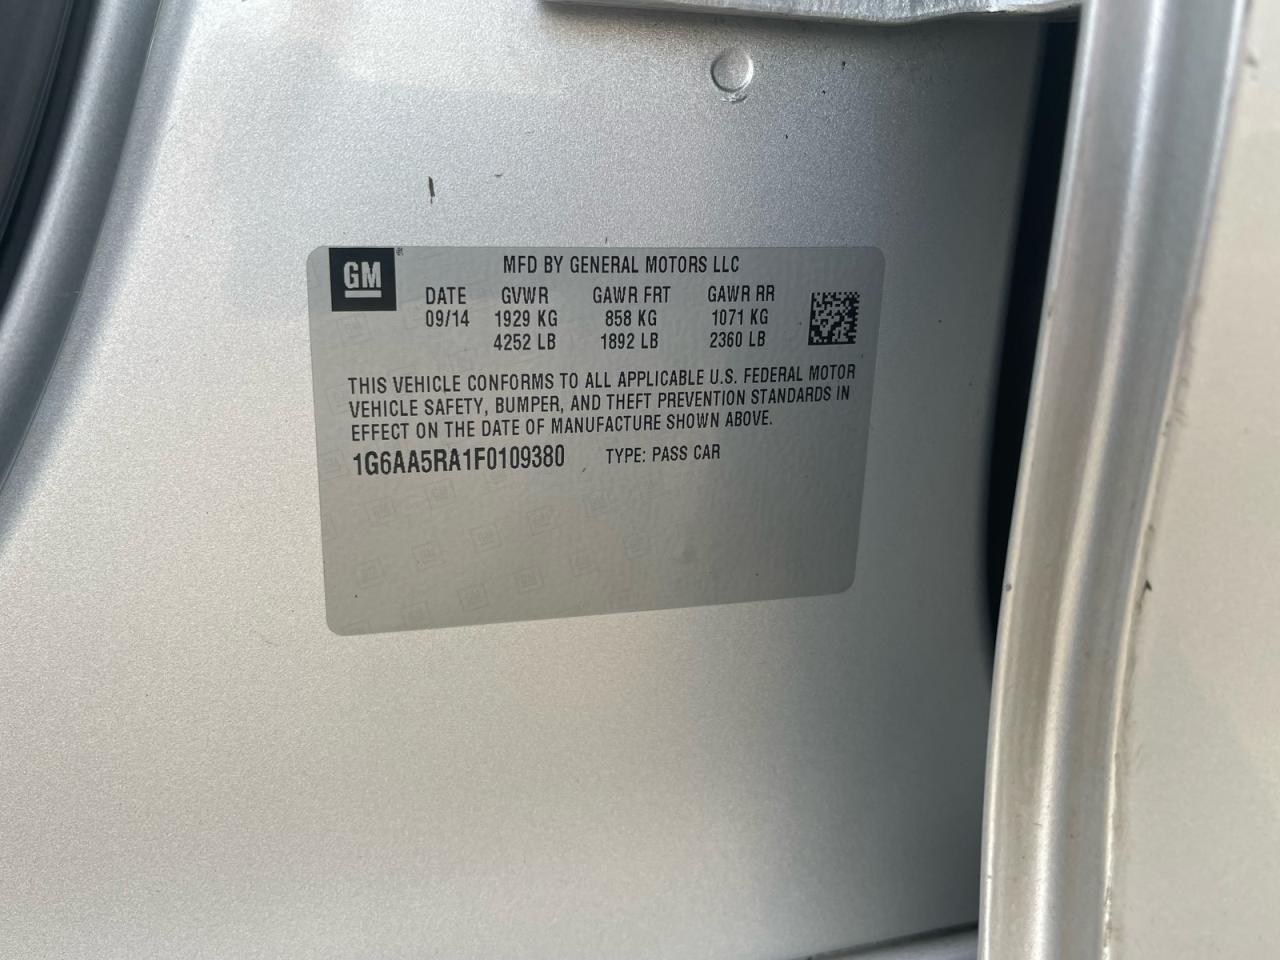 GM
MFD BY GENERAL MOTORS LLC
DATE GVWR GAWR FRT GAWR RR
09/14 1929 KG 858 KG 1071 KG
4252 LB 1892 LB 2360 LB
THIS VEHICLE CONFORMS TO ALL APPLICABLE U.S. FEDERAL MOTOR
VEHICLE SAFETY, BUMPER, AND THEFT PREVENTION STANDARDS IN
EFFECT ON THE DATE OF MANUFACTURE SHOWN ABOVE.
1G6AA5RA1F0109380 TYPE: PASS CAR